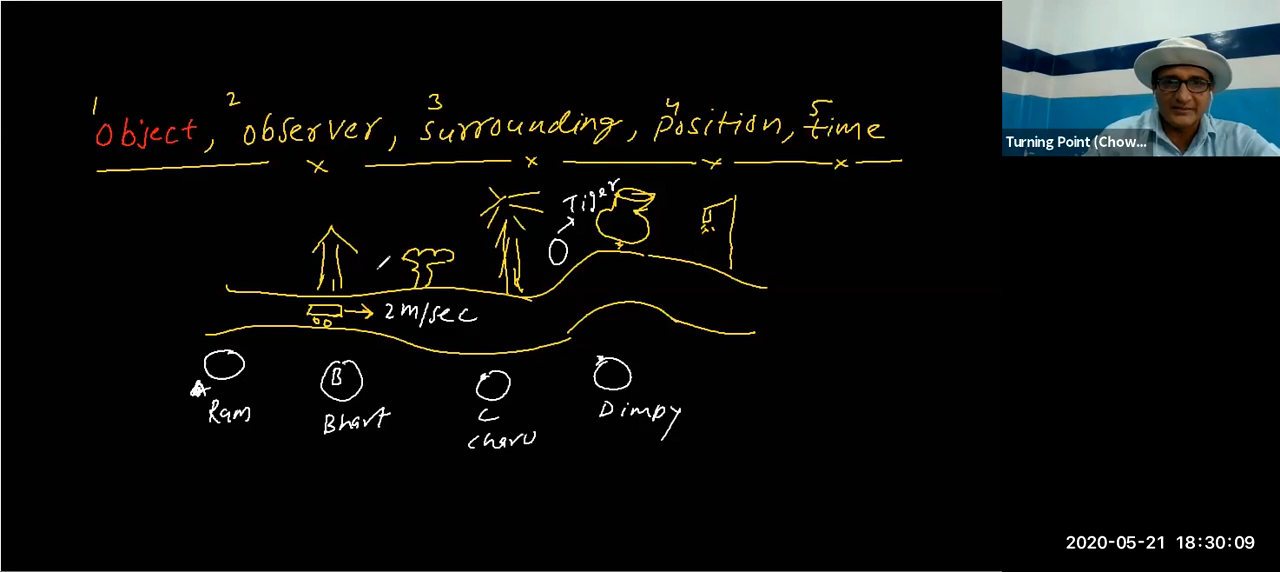 1 2 3 4 5
object, observer, surrounding, position, time
Turning Point (Chow...
Tiger
2 m/sec
B
A
Ram
Bhart
C
Charu
Dimpy
2020-05-21 18:30:09